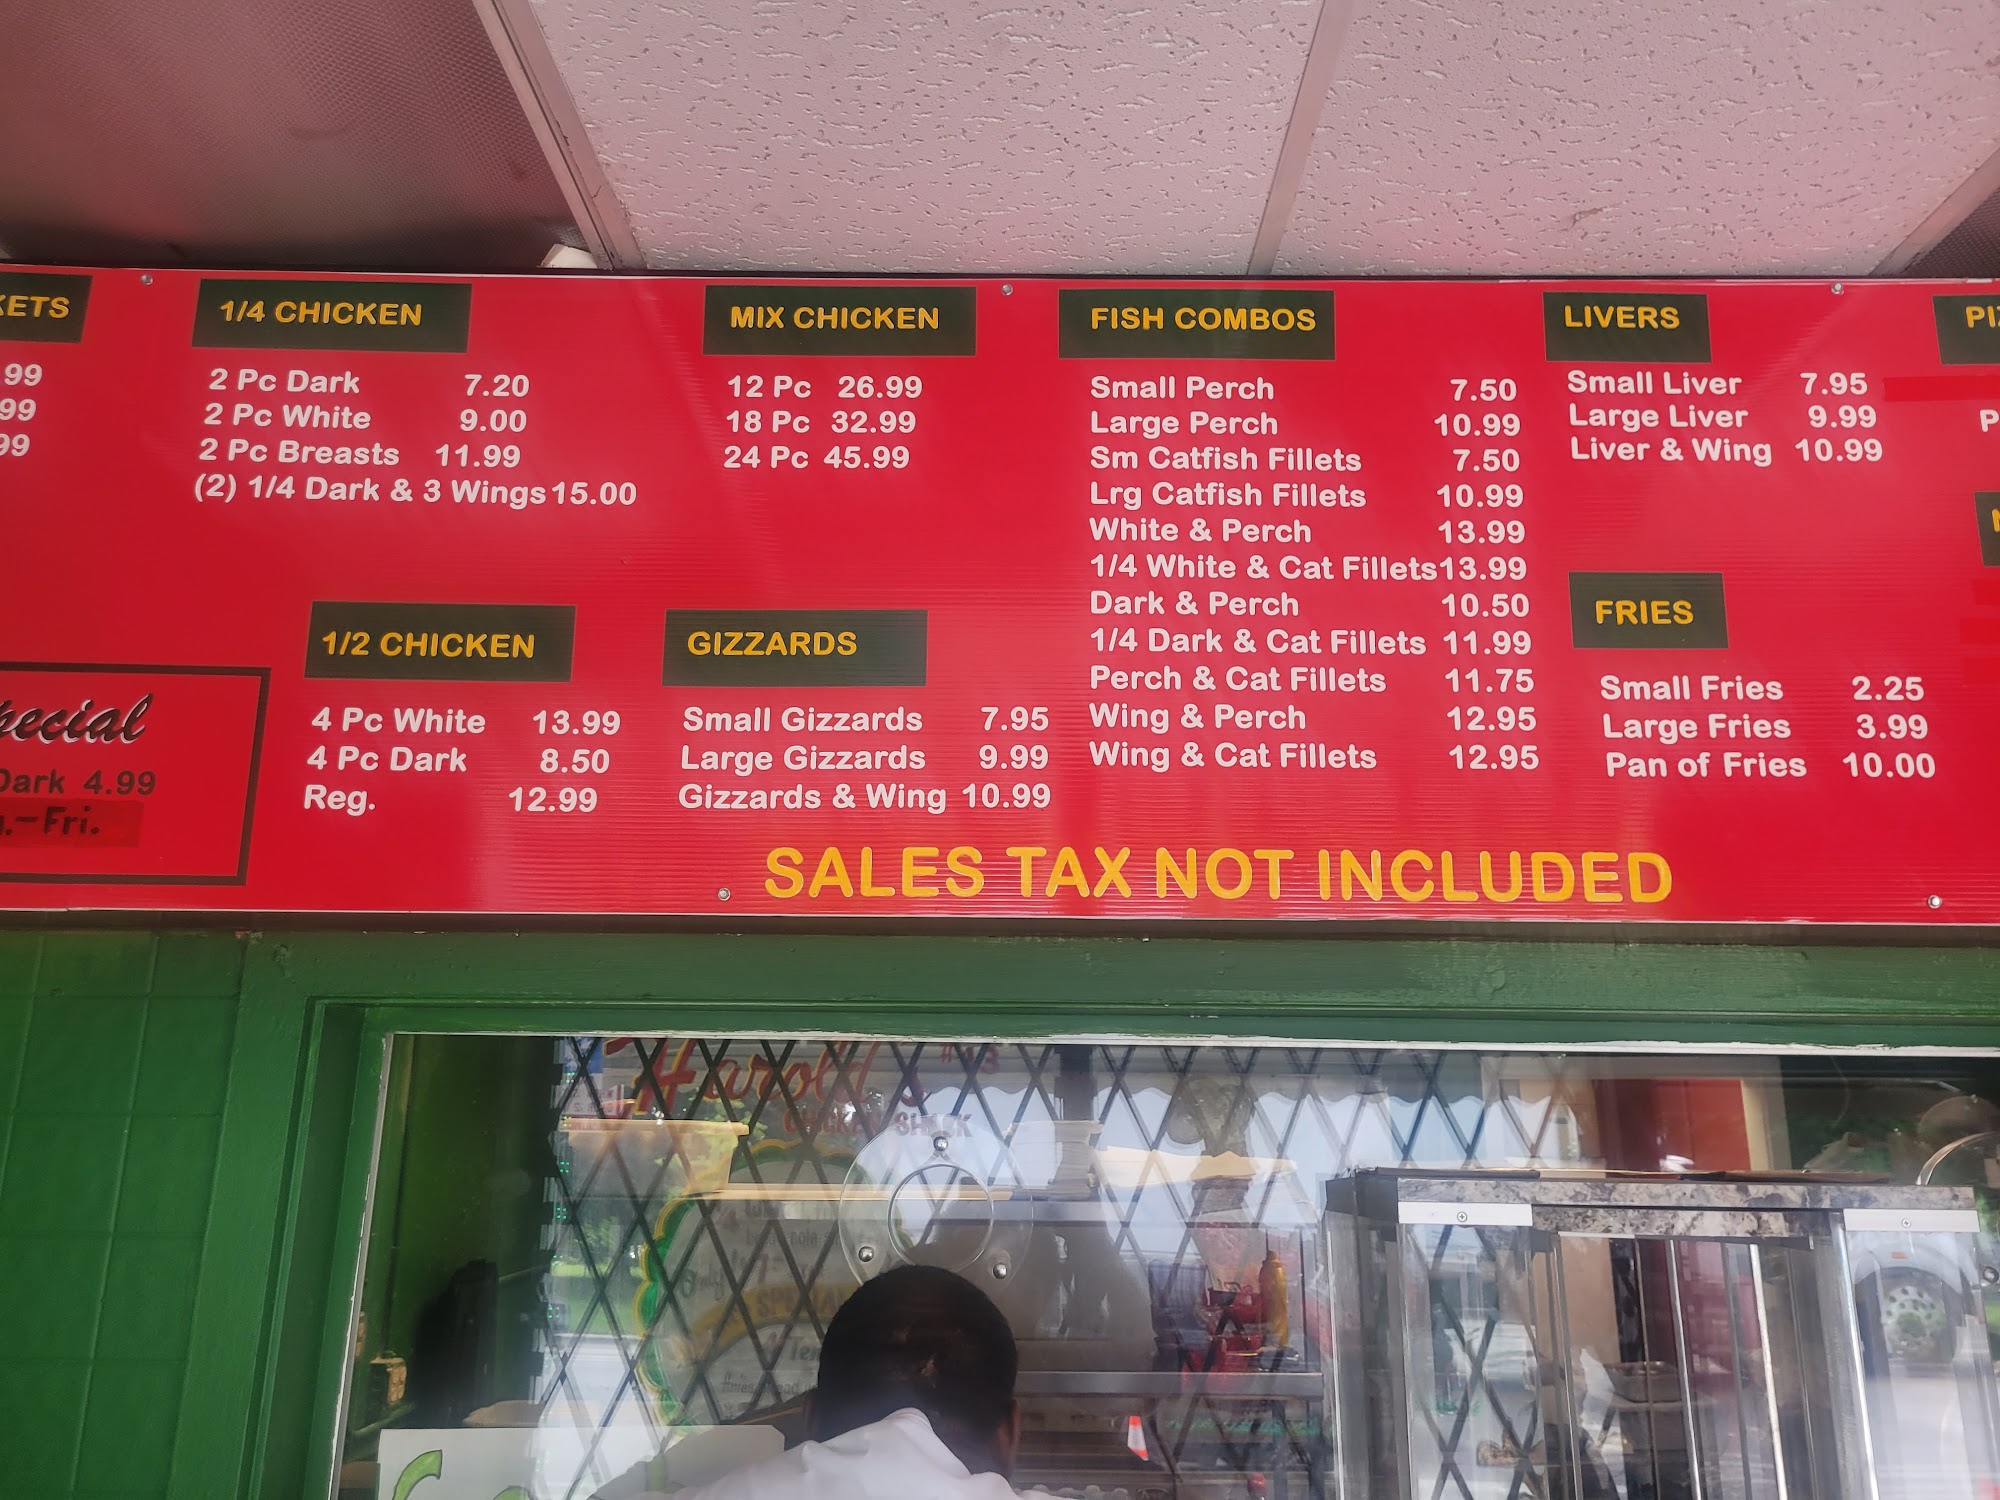 KETS
.99
.99
99
1/4 CHICKEN
2 Pc Dark 7.20
2 Pc White 9.00
2 Pc Breasts 11.99
(2) 1/4 Dark & 3 Wings 15.00
MIX CHICKEN
12 Pc 26.99
18 Pc 32.99
24 Pc 45.99
FISH COMBOS
Small Perch 7.50
Large Perch 10.99
Sm Catfish Fillets 7.50
Lrg Catfish Fillets 10.99
White & Perch 13.99
1/4 White & Cat Fillets 13.99
Dark & Perch 10.50
1/4 Dark & Cat Fillets 11.99
Perch & Cat Fillets 11.75
Wing & Perch 12.95
Wing & Cat Fillets 12.95
LIVERS
Small Liver 7.95
Large Liver 9.99
Liver & Wing 10.99
PI
P
pecial
Dark 4.99
.-Fri.
1/2 CHICKEN
4 Pc White 13.99
4 Pc Dark 8.50
Reg. 12.99
GIZZARDS
Small Gizzards 7.95
Large Gizzards 9.99
Gizzards & Wing 10.99
FRIES
Small Fries 2.25
Large Fries 3.99
Pan of Fries 10.00
SALES TAX NOT INCLUDED
Harold's
CHICKEN SHACK